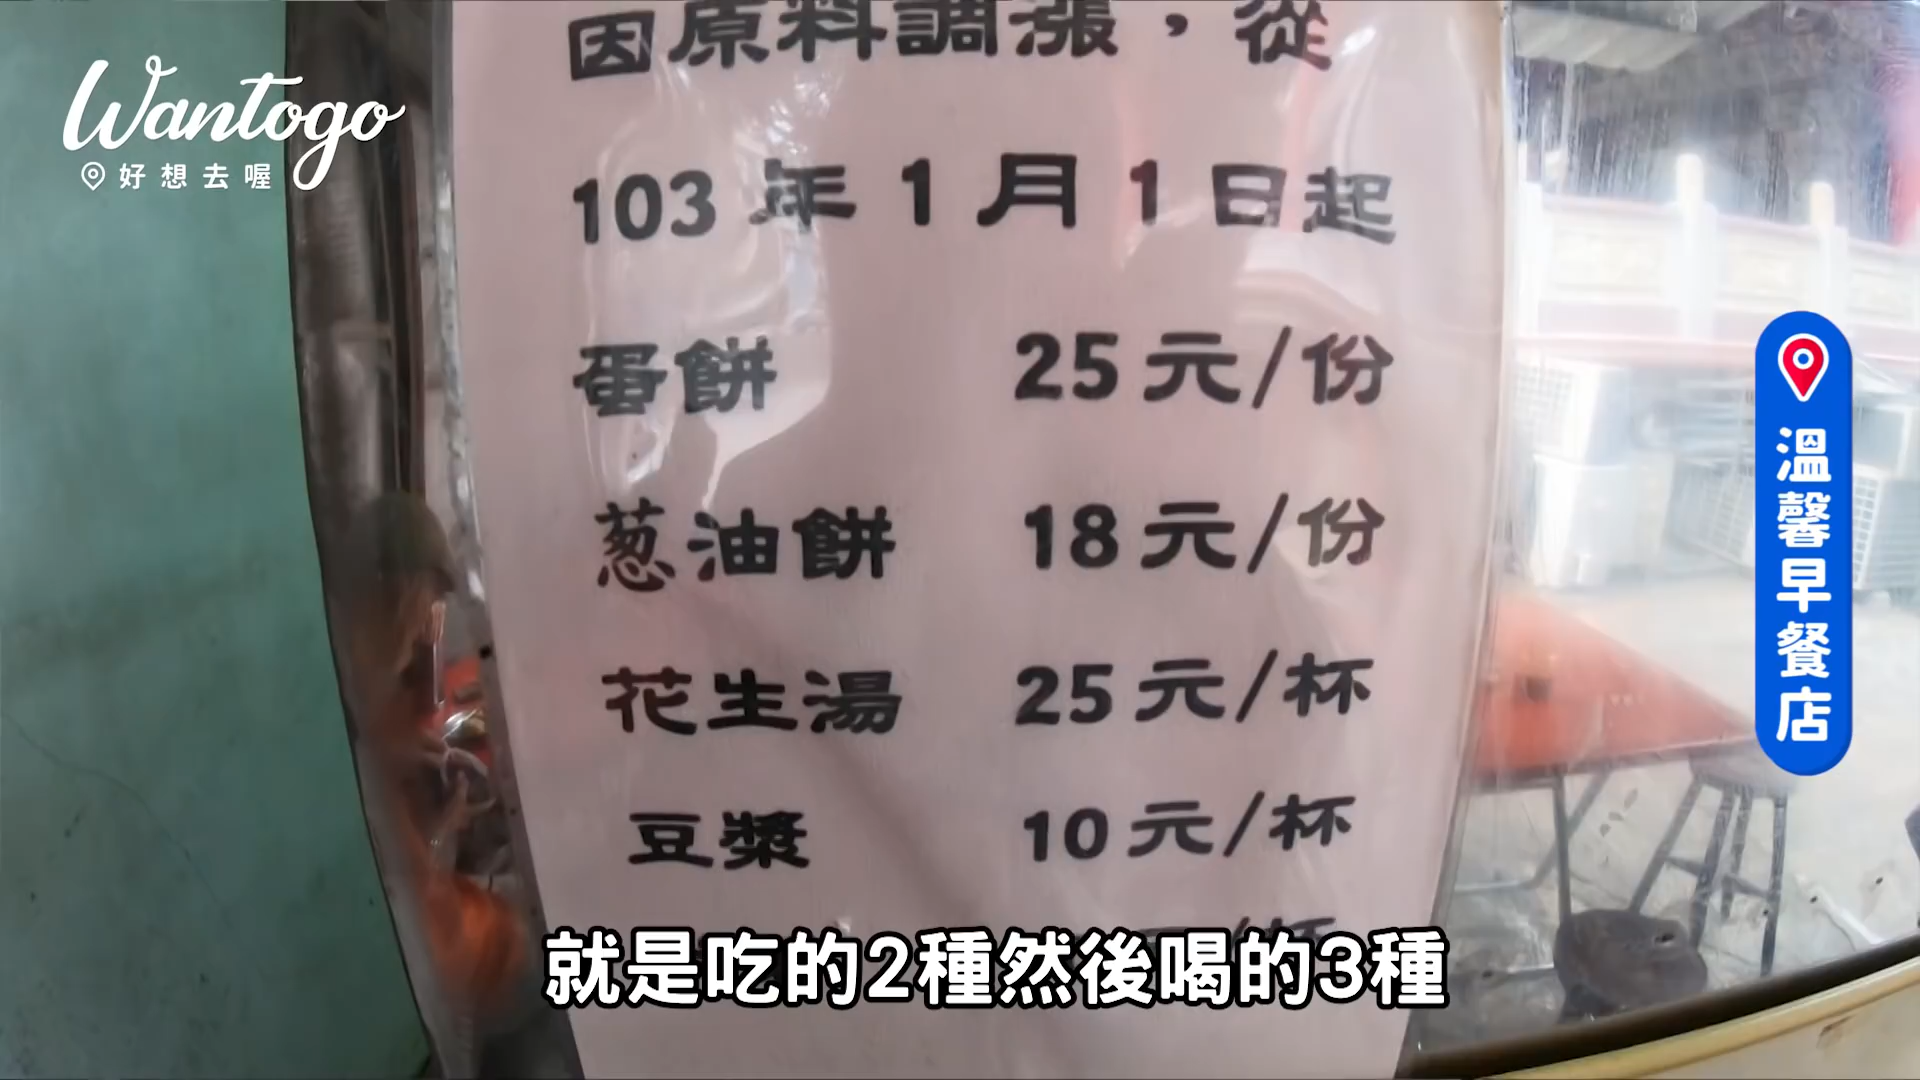 Wantogo
好想去喔
因原料調漲，從
103年1月1日起
蛋餅 25元/份
葱油餅 18元/份
花生湯 25元/杯
豆漿 10元/杯
溫馨早餐店
就是吃的2種然後喝的3種